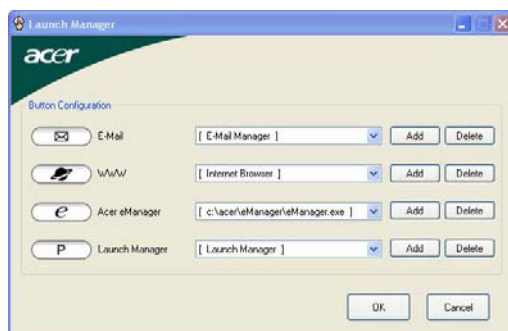 Launch Manager
acer
Button Configuration
E-Mail [ E-Mail Manager ] Add Delete
WWW [ Internet Browser ] Add Delete
e Acer eManager [ c:\acer\eManager\eManager.exe ] Add Delete
P Launch Manager [ Launch Manager ] Add Delete
OK Cancel